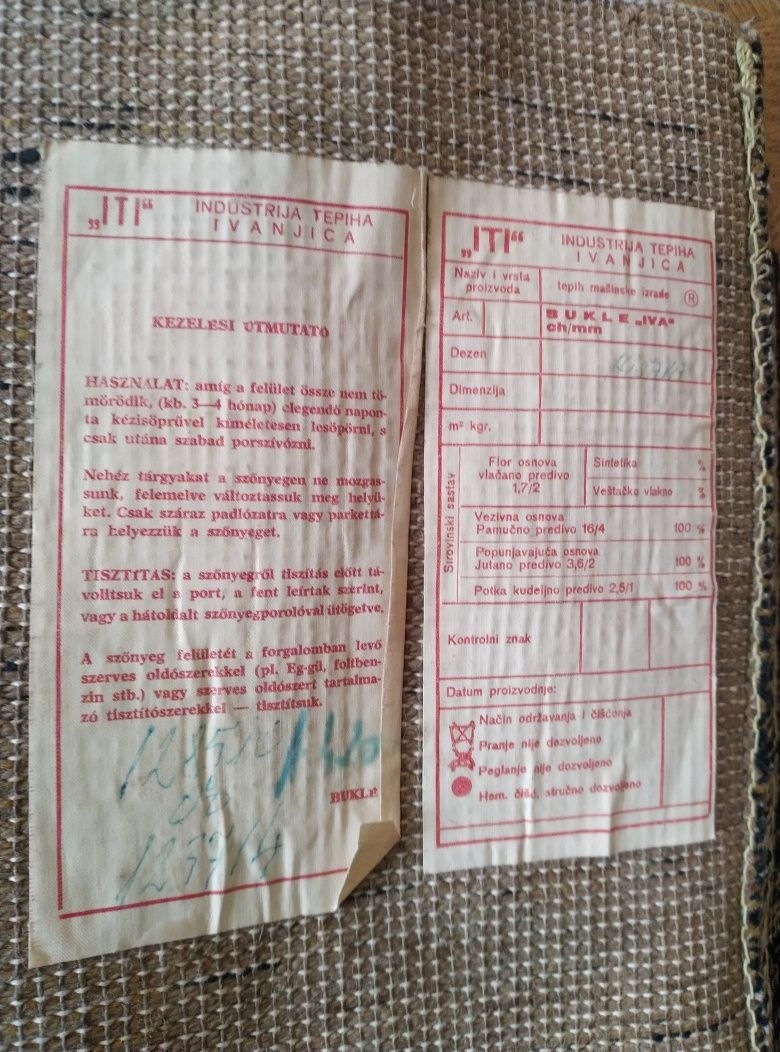 „ITI“ INDUSTRIJA TEPIHA
IVANJICA
KEZELÉSI ÚTMUTATÓ
HASZNÁLAT: amíg a felület össze nem tö-
mörödik, (kb. 3—4 hónap) elegendő napon-
ta kézisöprüvel kiméletesen lesöpörni, s
csak utána szabad porszívózni.
Nehéz tárgyakat a szőnyegen ne mozgas-
sunk, felemelve változtassuk meg helyü-
ket. Csak száraz padlózatra vagy parkettá-
ra helyezzük a szőnyeget.
TISZTÍTÁS: a szőnyegről tiszítás előtt tá-
volitsuk el a port, a fent leírtak szerint,
vagy a hátoldalt szőnyegporolóval ütögetve.
A szőnyeg felületét a forgalomban levő
szerves oldószerekkel (pl. Eg-gü, foltben-
zin stb.) vagy szerves oldószert tartalma-
zó tisztítószerekkel — tisztítsuk.
BUKLÉ
„ITI“ INDUSTRIJA TEPIHA
IVANJICA
Naziv i vrsta
proizvoda
tepih mašinske izrade ®
Art.
BUKLE „IVA“
ch/mm
Dezen
Dimenzija
m² kgr.
Sirovinski sastav
Flor osnova
vlačano predivo
1,7/2
Sintetika %
Veštačko vlakno %
Vezivna osnova
Pamučno predivo 16/4 100 %
Popunjavajuća osnova
Jutano predivo 3,6/2 100 %
Potka kudeljno predivo 2,5/1 100 %
Kontrolni znak
Datum proizvodnje:
Način održavanja i čišćenja
Pranje nije dozvoljeno
Peglanje nije dozvoljeno
Hem. čišć. stručno dozvoljeno